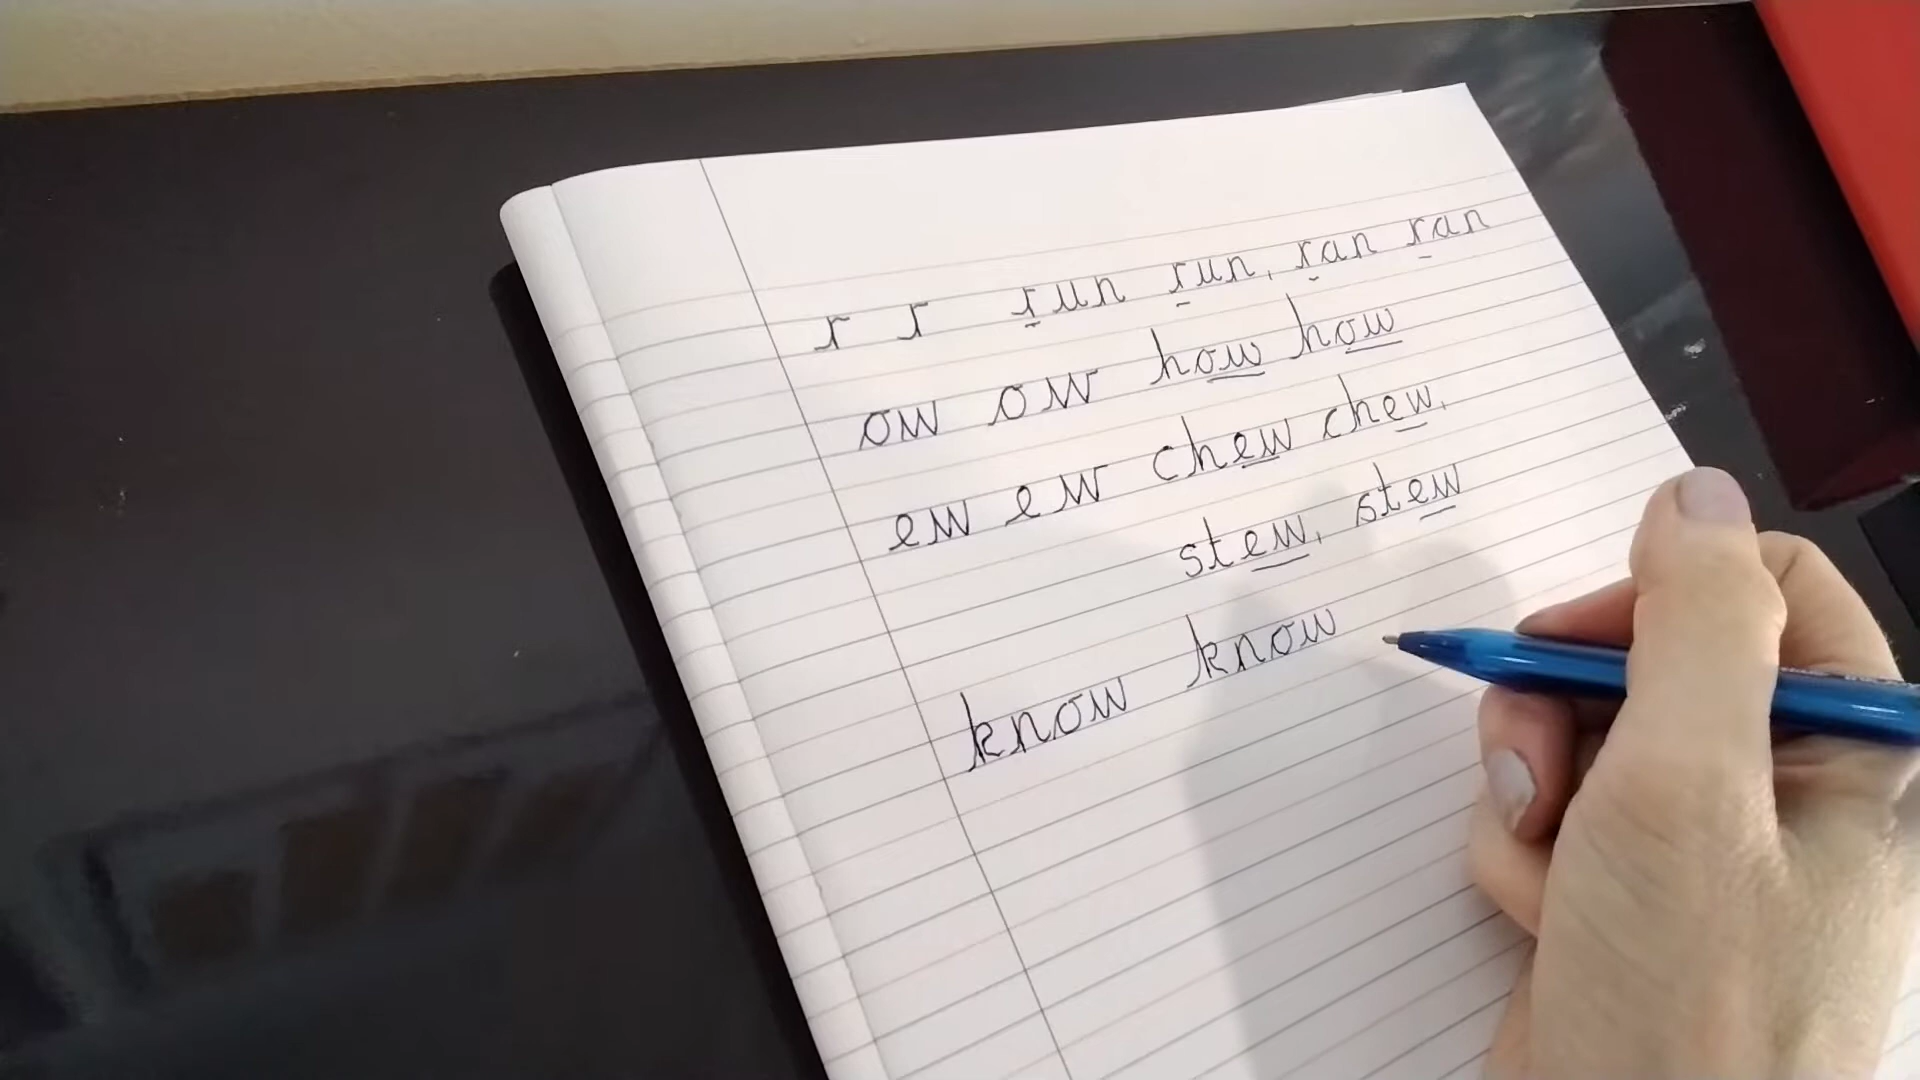 r r run run, ran ran
ow ow how how
ew ew chew chew,
stew, stew
know know